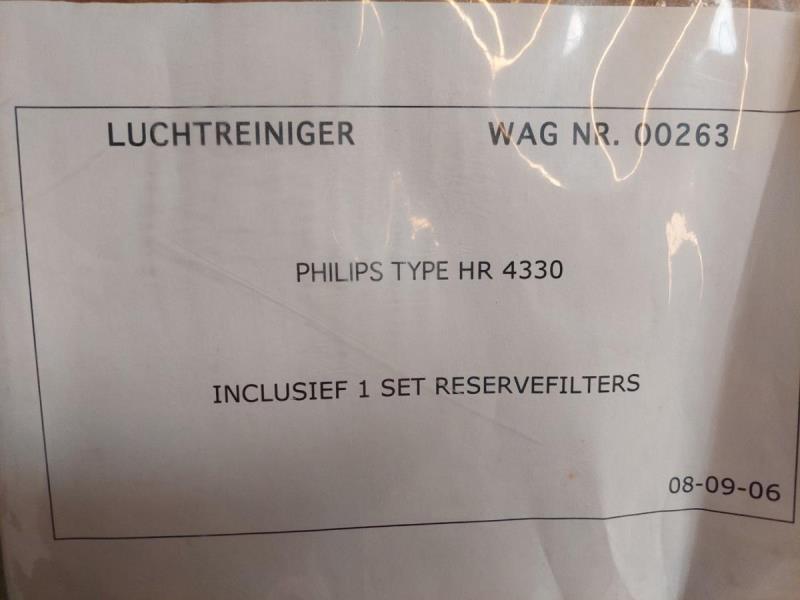 LUCHTREINIGER WAG NR. 00263
PHILIPS TYPE HR 4330
INCLUSIEF 1 SET RESERVEFILTERS
08-09-06